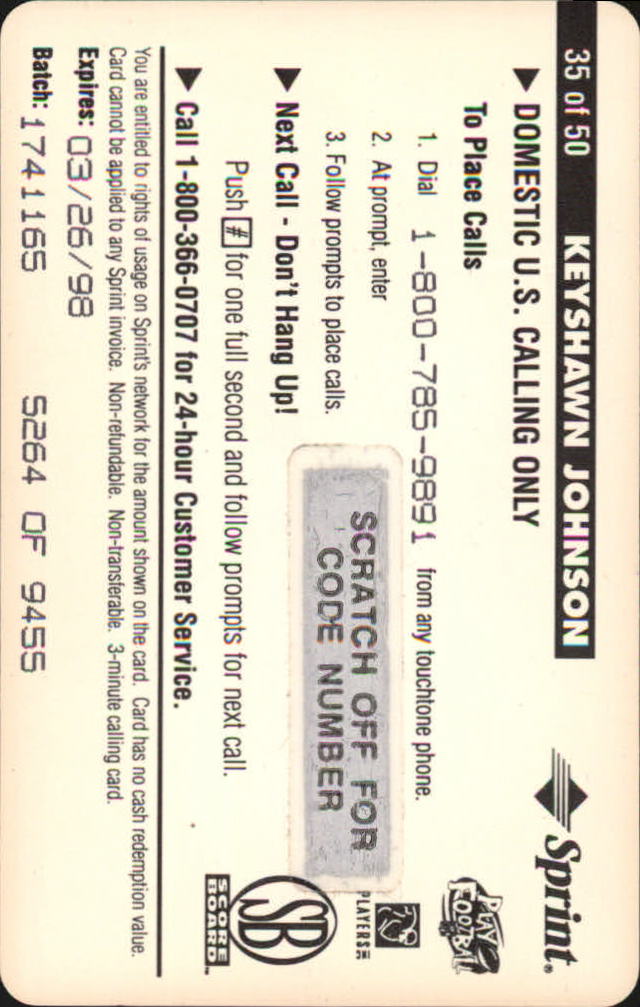 35 of 50 KEYSHAWN JOHNSON
Sprint®
▶ DOMESTIC U.S. CALLING ONLY
To Place Calls
1. Dial 1-800-785-9891 from any touchtone phone.
2. At prompt, enter
3. Follow prompts to place calls.
SCRATCH OFF FOR
CODE NUMBER
▶ Next Call - Don't Hang Up!
Push # for one full second and follow prompts for next call.
▶ Call 1-800-366-0707 for 24-hour Customer Service.
PLAY
FOOTBALL
PLAYERS
SB
SCORE
BOARD™
You are entitled to rights of usage on Sprint's network for the amount shown on the card. Card has no cash redemption value.
Card cannot be applied to any Sprint invoice. Non-refundable. Non-transferable. 3-minute calling card.
Expires: 03/26/98
Batch: 1741165 5264 OF 9455